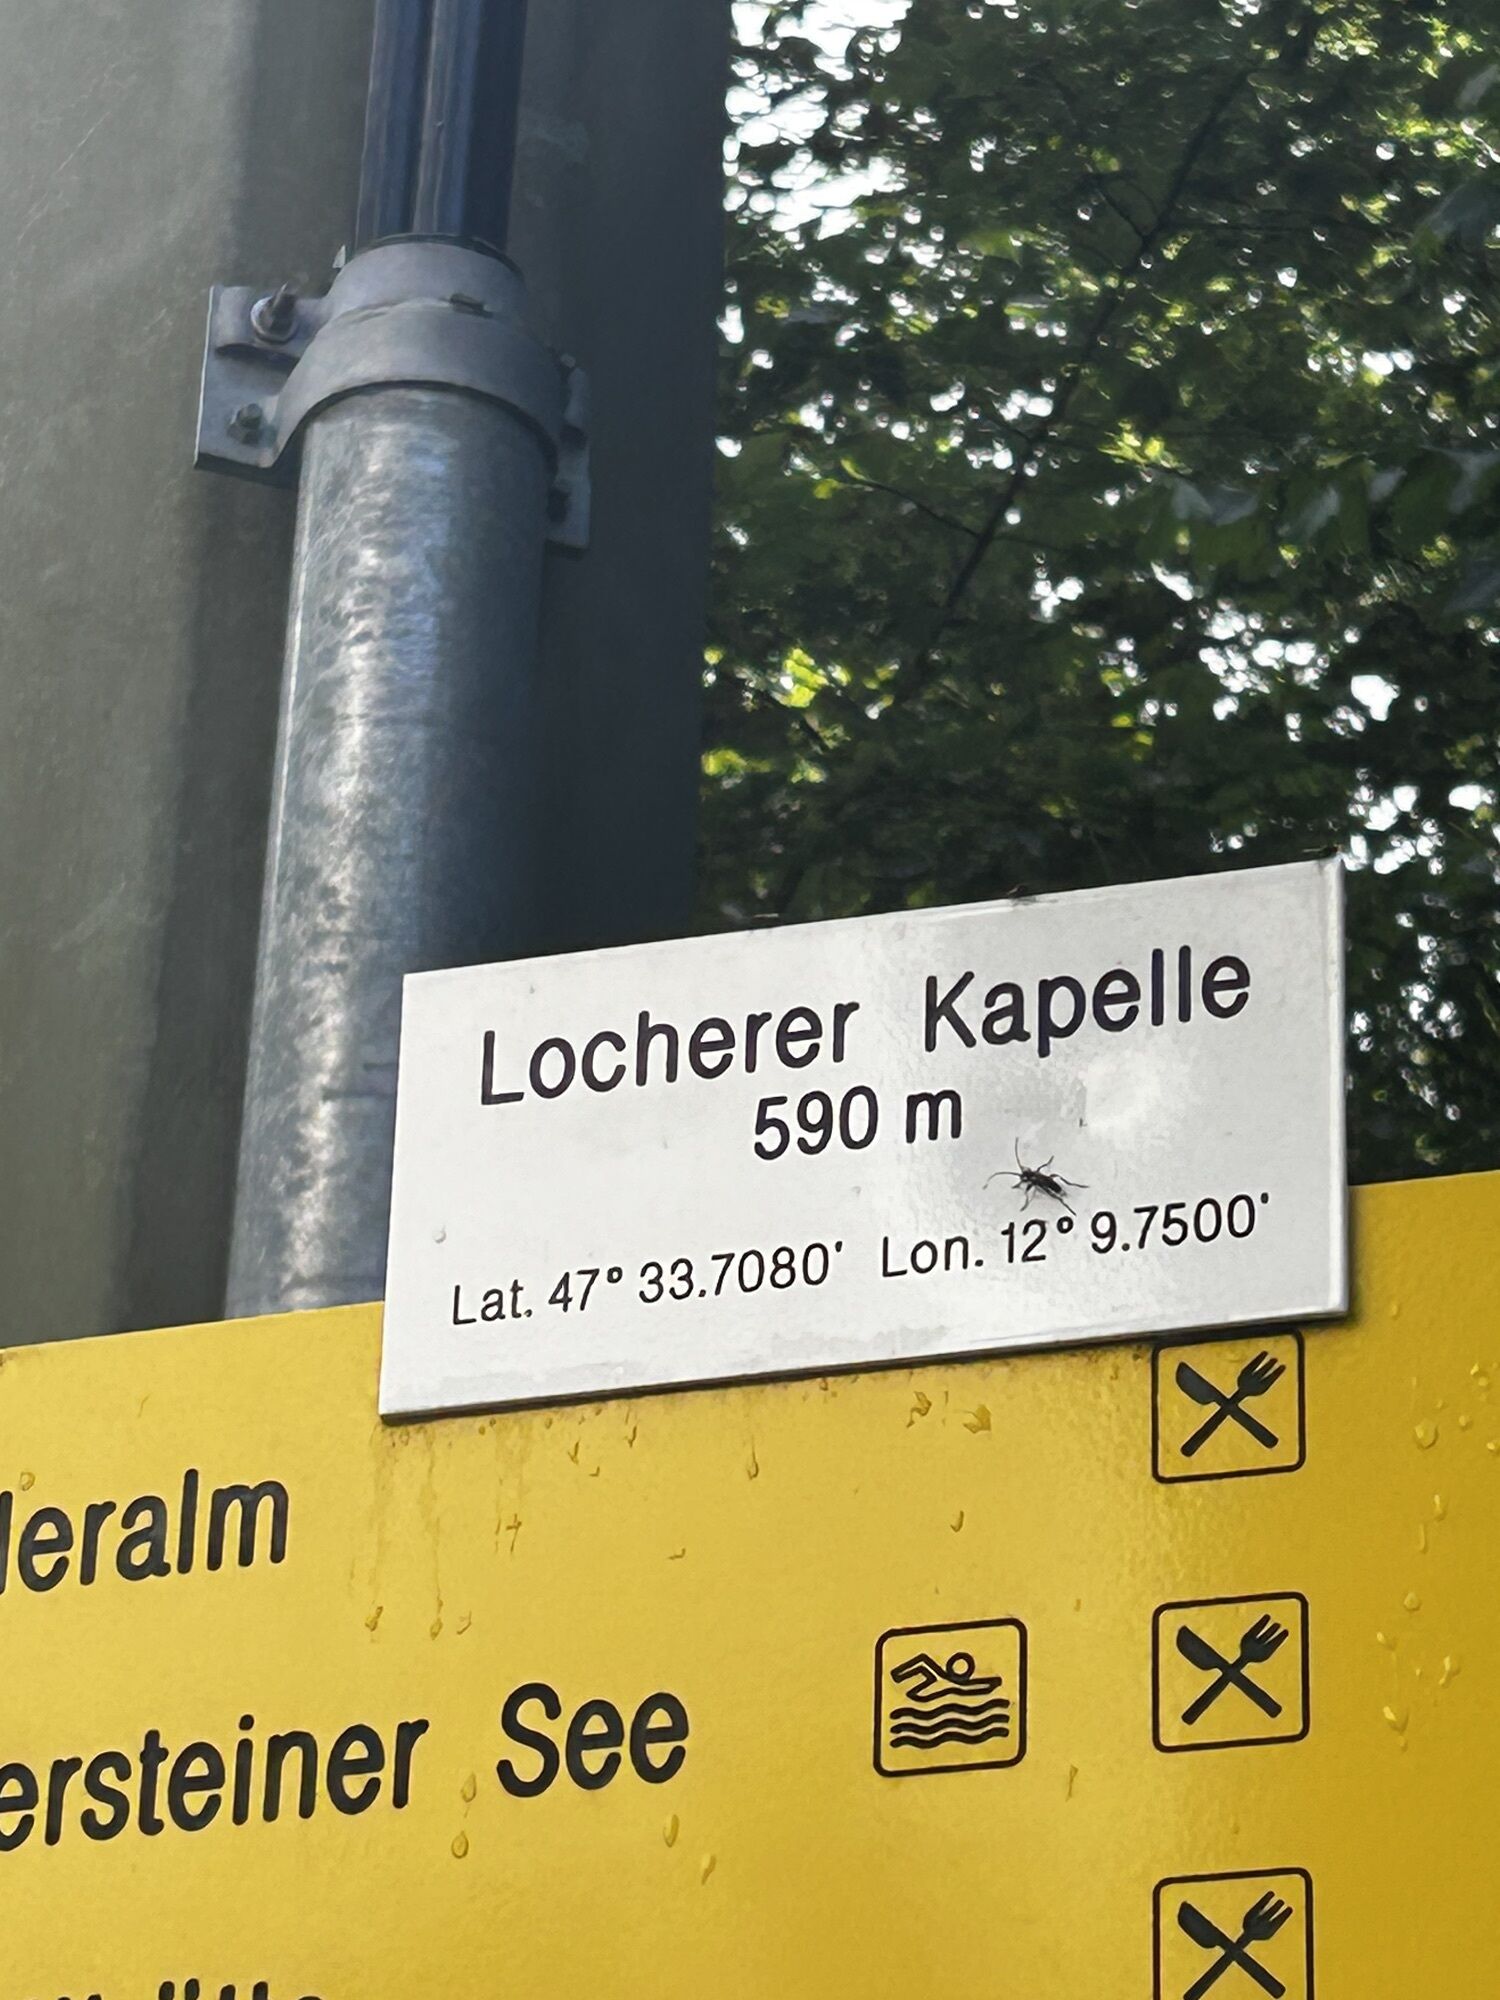 Locherer Kapelle
590 m
Lat. 47° 33.7080' Lon. 12° 9.7500'
leralm
ersteiner See